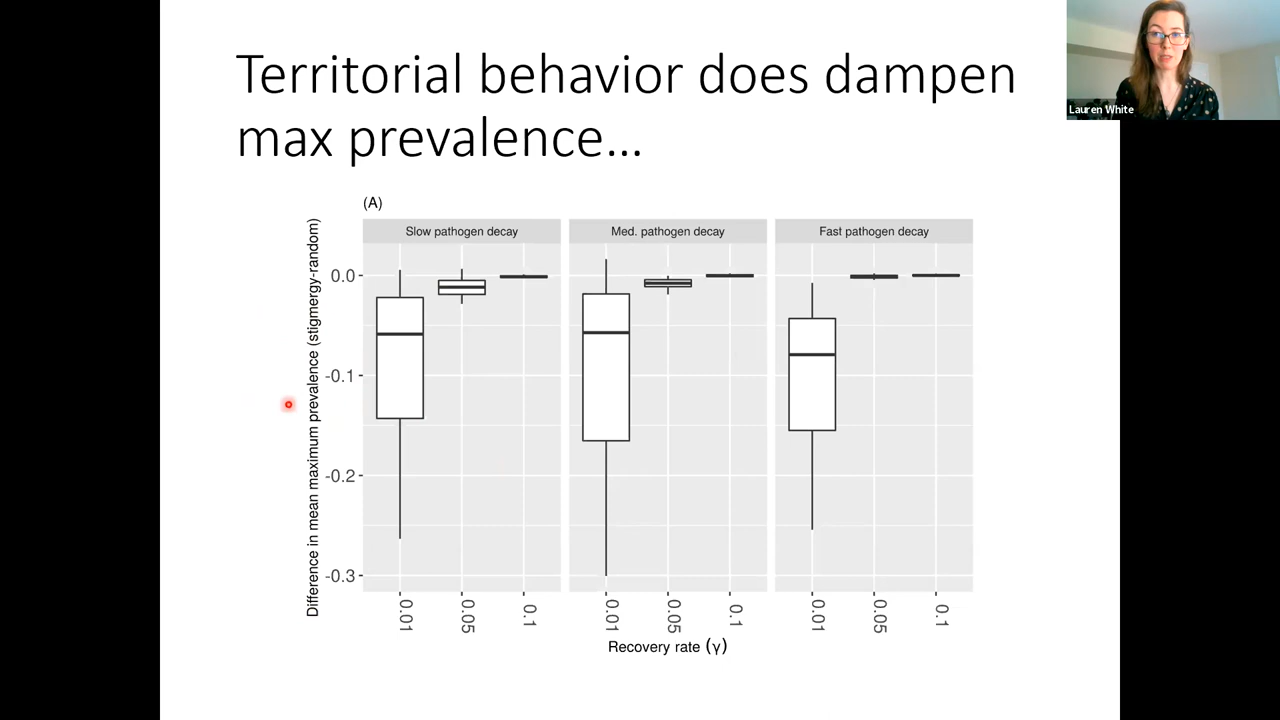 Territorial behavior does dampen
max prevalence...
Lauren White
(A)
Slow pathogen decay
Med. pathogen decay
Fast pathogen decay
Difference in mean maximum prevalence (stigmergy-random)
0.0
-0.1
-0.2
-0.3
0.01
0.05
0.1
0.01
0.05
0.1
0.01
0.05
0.1
Recovery rate (γ)